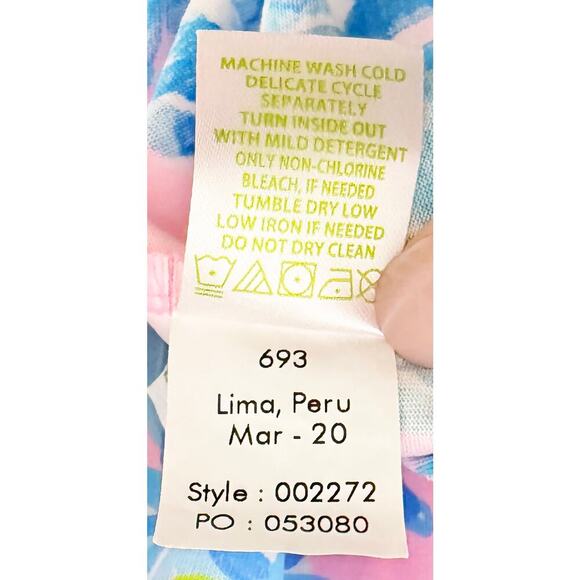 MACHINE WASH COLD
DELICATE CYCLE
SEPARATELY
TURN INSIDE OUT
WITH MILD DETERGENT
ONLY NON-CHLORINE
BLEACH, IF NEEDED
TUMBLE DRY LOW
LOW IRON IF NEEDED
DO NOT DRY CLEAN
693
Lima, Peru
Mar - 20
Style : 002272
PO : 053080